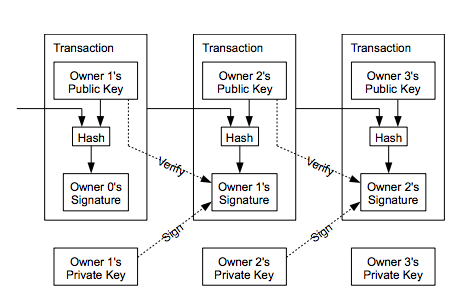 Transaction
Transaction
Transaction
Owner 1's
Public Key
Owner 2's
Public Key
Owner 3's
Public Key
Hash
Hash
Hash
Verify
Verify
Owner 0's
Signature
Owner 1's
Signature
Owner 2's
Signature
Sign
Sign
Owner 1's
Private Key
Owner 2's
Private Key
Owner 3's
Private Key